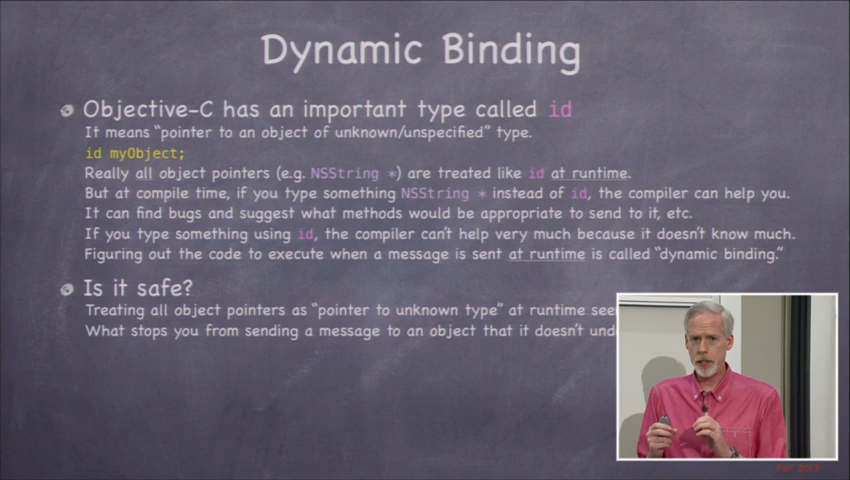 Dynamic Binding
Objective-C has an important type called id
It means “pointer to an object of unknown/unspecified” type.
id myObject;
Really all object pointers (e.g. NSString *) are treated like id at runtime.
But at compile time, if you type something NSString * instead of id, the compiler can help you.
It can find bugs and suggest what methods would be appropriate to send to it, etc.
If you type something using id, the compiler can’t help very much because it doesn’t know much.
Figuring out the code to execute when a message is sent at runtime is called “dynamic binding.”
Is it safe?
Treating all object pointers as “pointer to unknown type” at runtime
What stops you from sending a message to an object that it doesn’t
2013